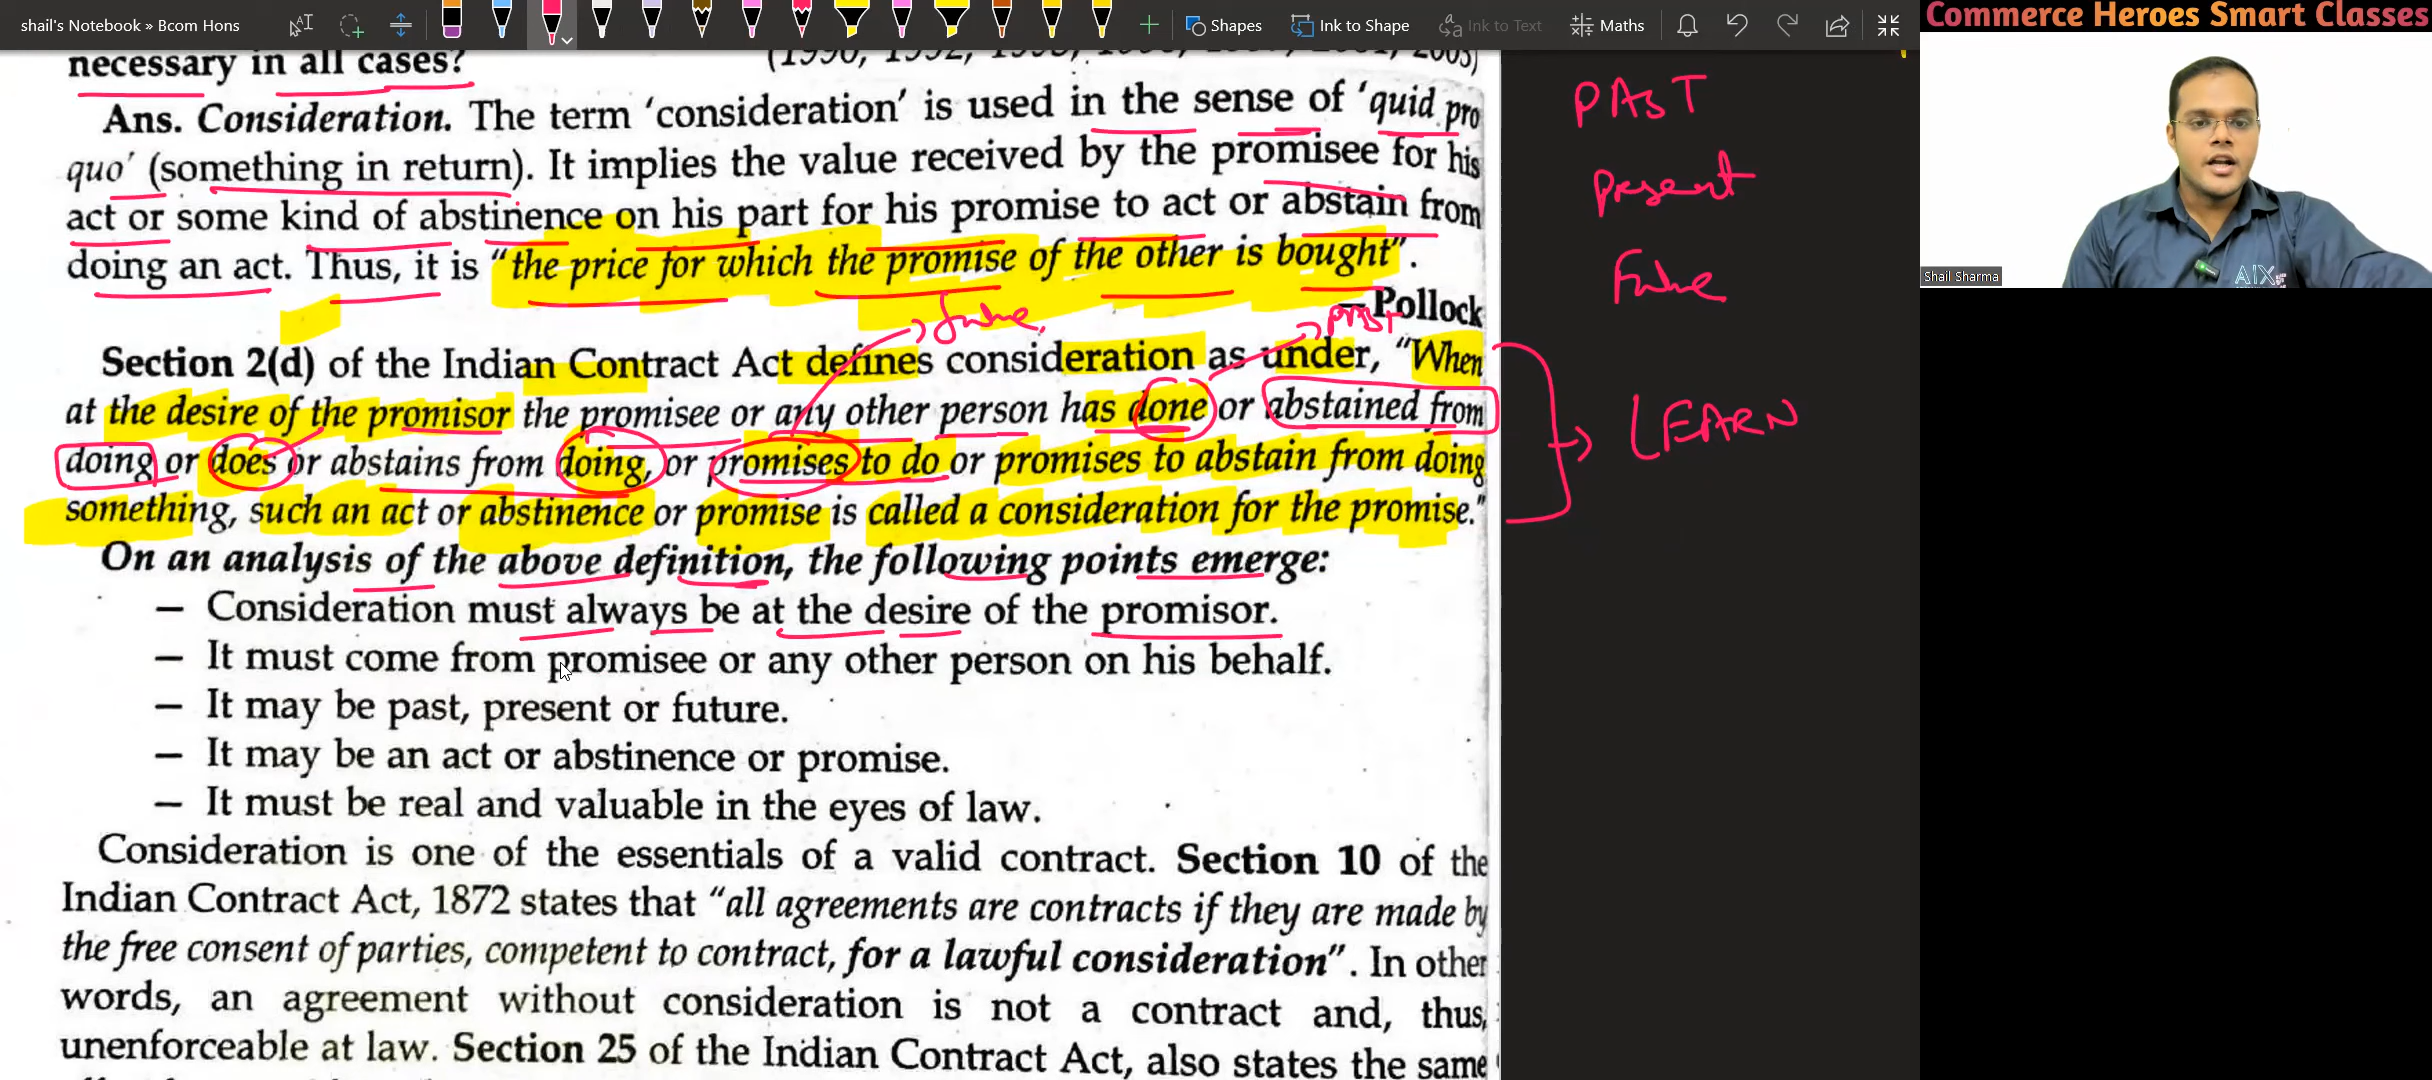 shail's Notebook » Bcom Hons
Shapes
Ink to Shape
Ink to Text
Maths
Commerce Heroes Smart Classes
necessary in all cases?
Ans. Consideration. The term ‘consideration’ is used in the sense of ‘quid pro
quo’ (something in return). It implies the value received by the promisee for his
act or some kind of abstinence on his part for his promise to act or abstain from
doing an act. Thus, it is “the price for which the promise of the other is bought”.
— Pollock
past
Section 2(d) of the Indian Contract Act defines consideration as under, “When
at the desire of the promisor the promisee or any other person has done or abstained from
doing or does or abstains from doing, or promises to do or promises to abstain from doing
something, such an act or abstinence or promise is called a consideration for the promise.”
On an analysis of the above definition, the following points emerge:
— Consideration must always be at the desire of the promisor.
— It must come from promisee or any other person on his behalf.
— It may be past, present or future.
— It may be an act or abstinence or promise.
— It must be real and valuable in the eyes of law.
Consideration is one of the essentials of a valid contract. Section 10 of the
Indian Contract Act, 1872 states that “all agreements are contracts if they are made by
the free consent of parties, competent to contract, for a lawful consideration”. In other
words, an agreement without consideration is not a contract and, thus,
unenforceable at law. Section 25 of the Indian Contract Act, also states the same
PAST
Present
LEARN
Shail Sharma
AIX